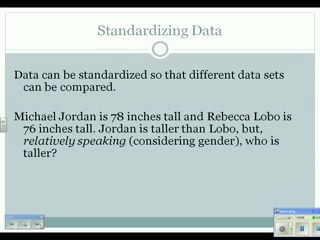 Standardizing Data
Data can be standardized so that different data sets
can be compared.
Michael Jordan is 78 inches tall and Rebecca Lobo is
76 inches tall. Jordan is taller than Lobo, but,
relatively speaking (considering gender), who is
taller?